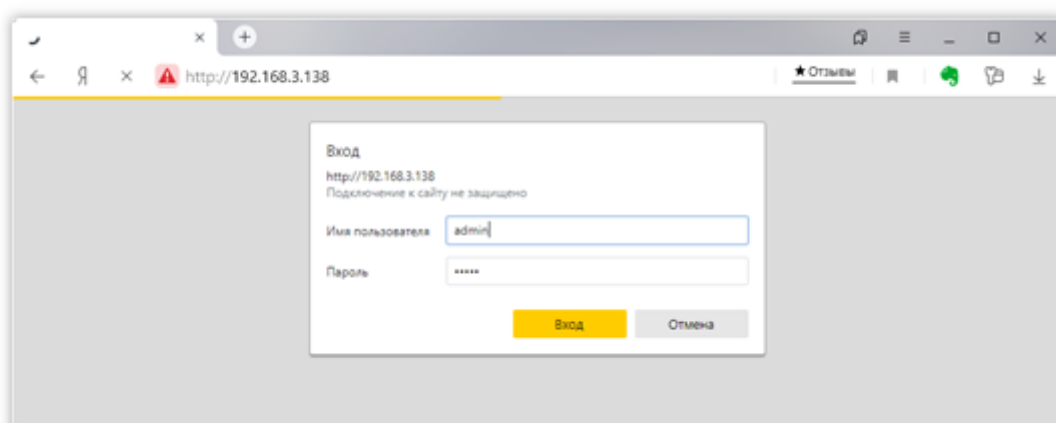 Я
http://192.168.3.138
★ Отзывы
Вход
http://192.168.3.138
Подключение к сайту не защищено
Имя пользователя admin
Пароль •••••
Вход Отмена